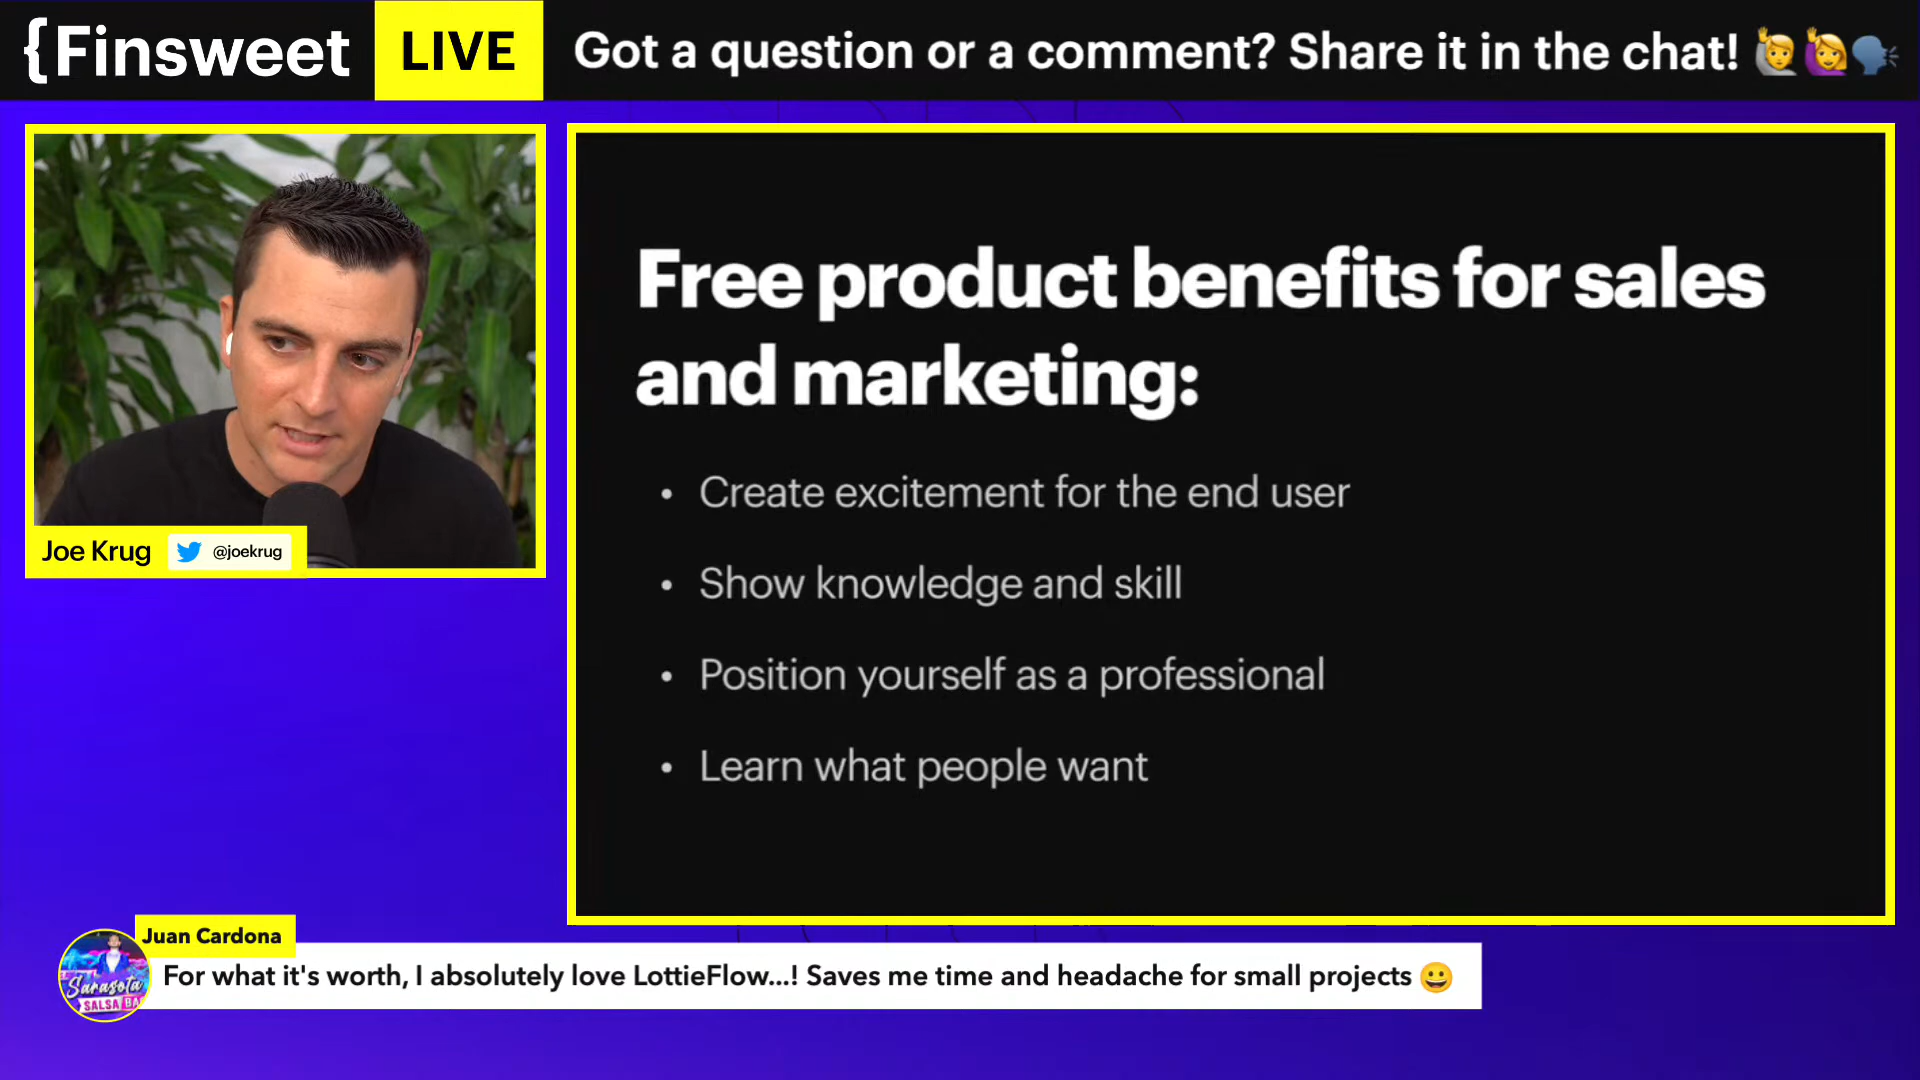 {Finsweet
LIVE
Got a question or a comment? Share it in the chat! 🙋🙋‍♀️🗣️
Free product benefits for sales
and marketing:
• Create excitement for the end user
• Show knowledge and skill
• Position yourself as a professional
• Learn what people want
Joe Krug
@joekrug
Juan Cardona
For what it's worth, I absolutely love LottieFlow...! Saves me time and headache for small projects 😀
Sarasota
SALSA BA